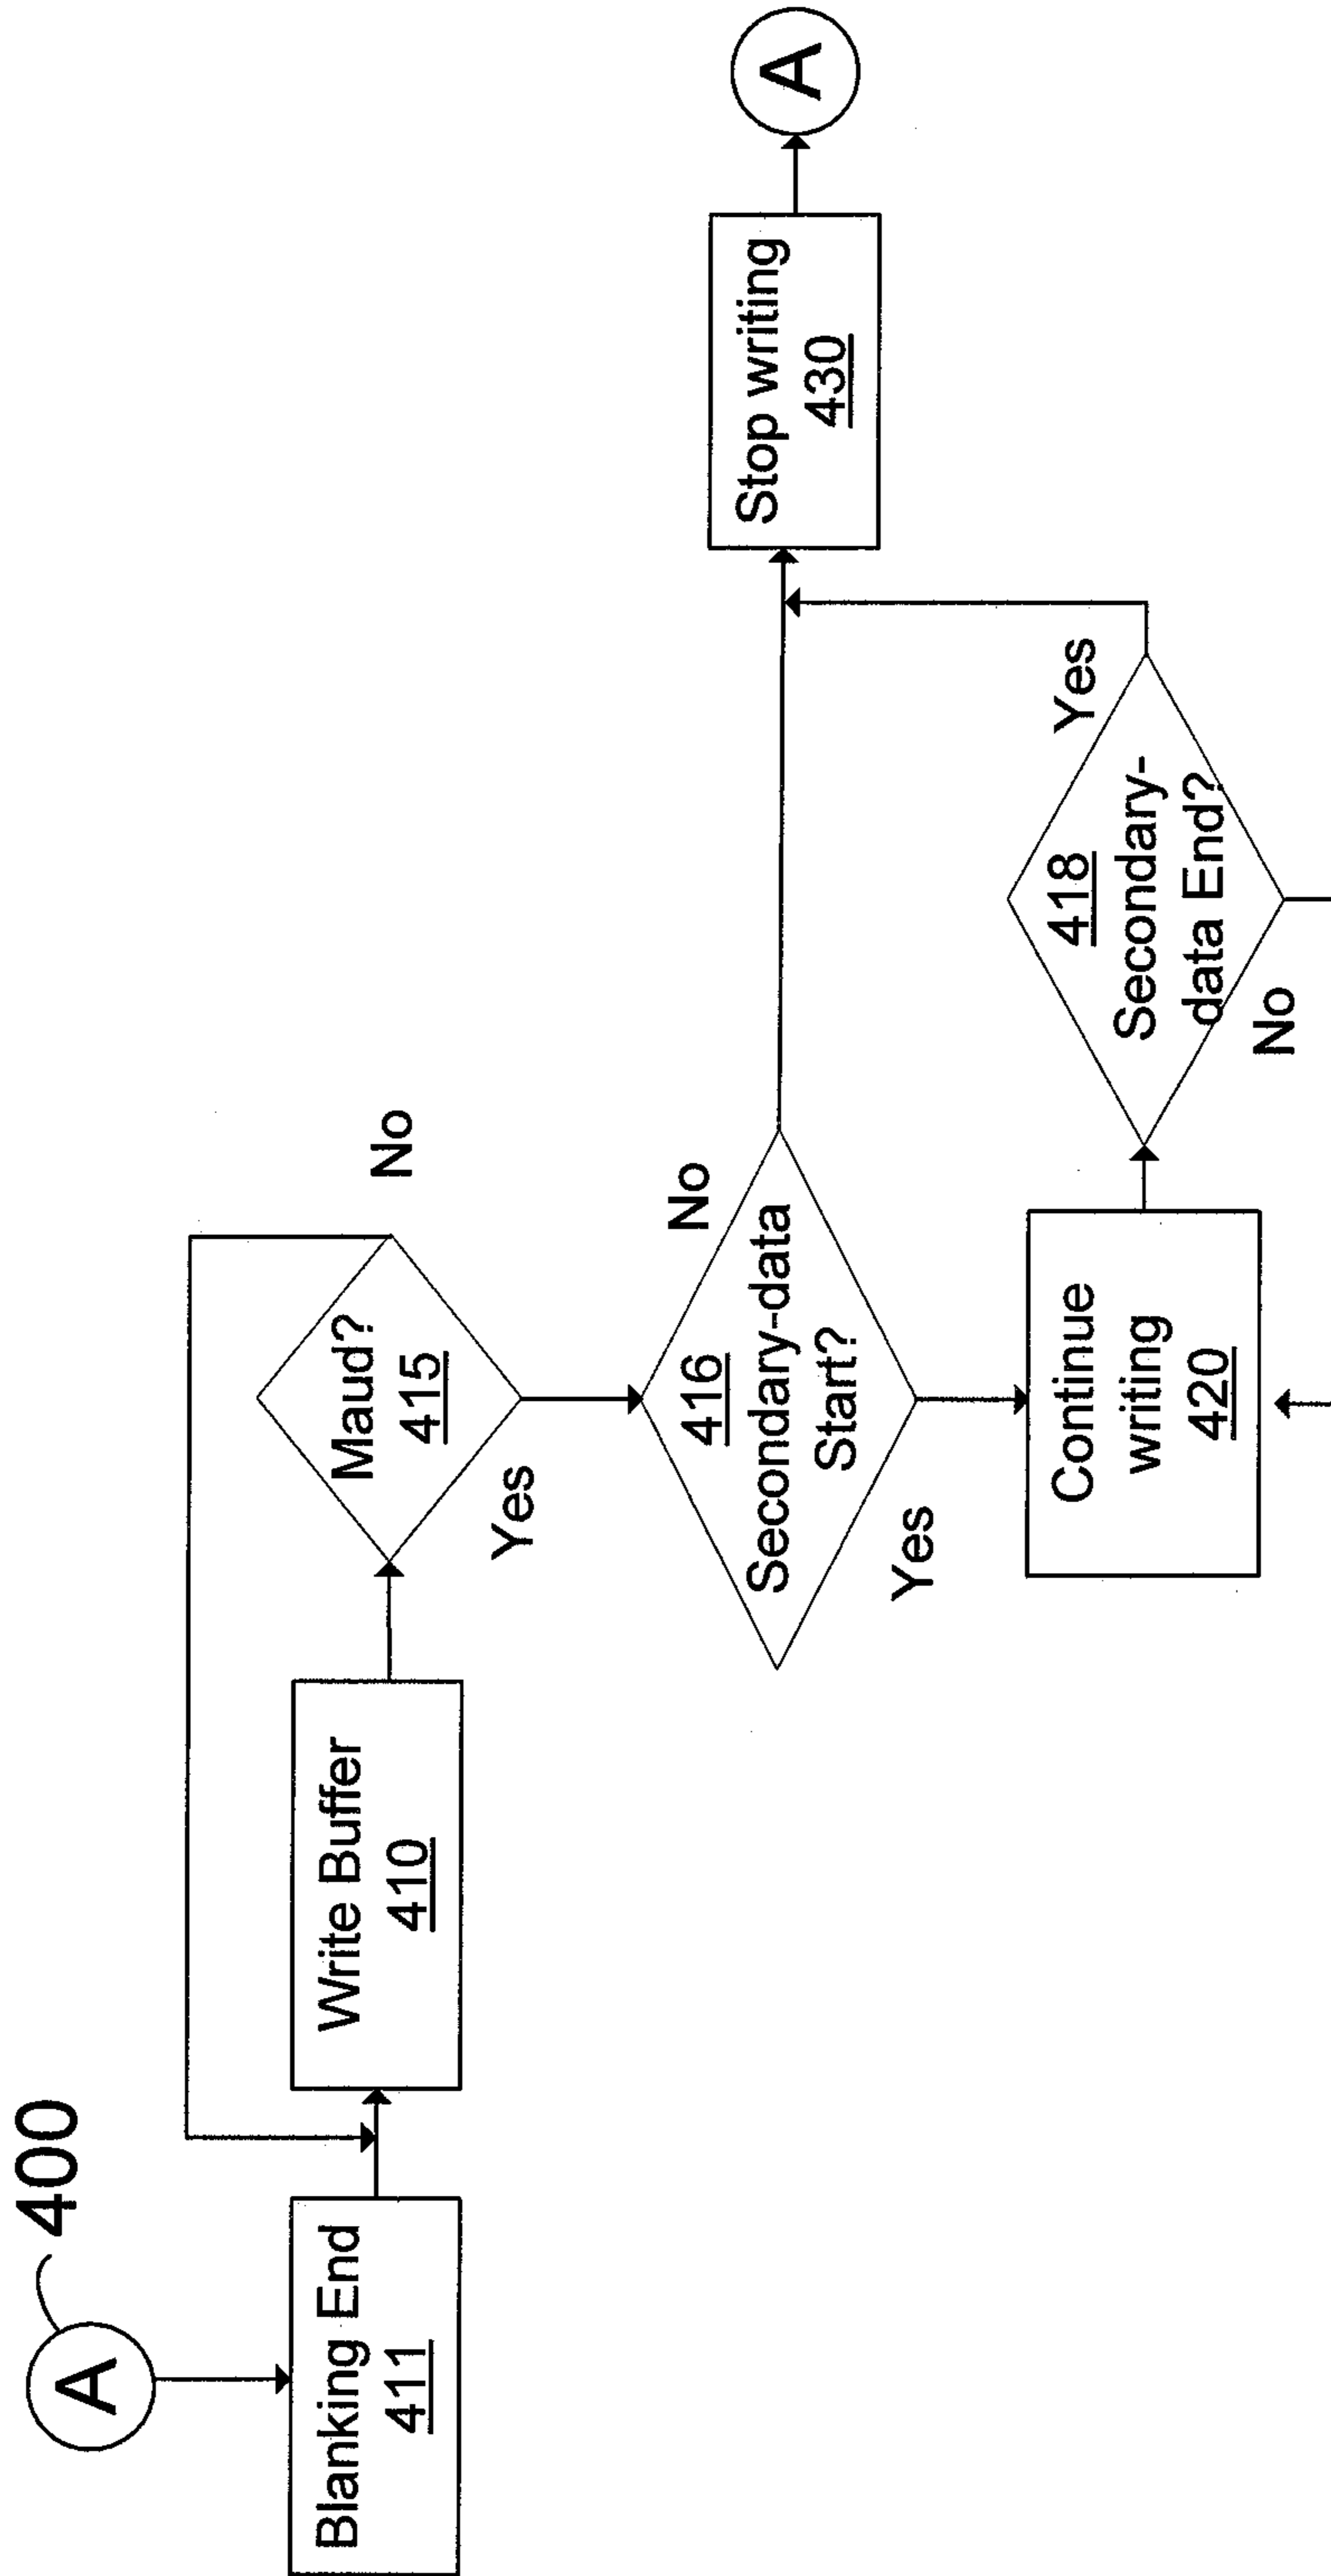 400
A
Blanking End
411
Write Buffer
410
Maud?
415
No
Yes
416
Secondary-data
Start?
No
Yes
Continue
writing
420
418
Secondary-
data End?
Yes
No
Stop writing
430
A